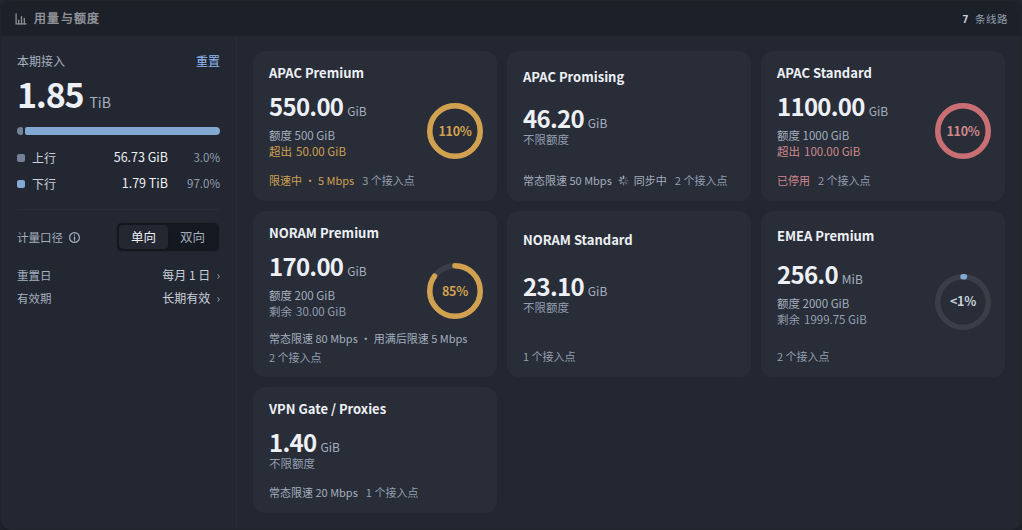 用量与额度
7 条线路
本期接入 重置
1.85 TiB
上行 56.73 GiB 3.0%
下行 1.79 TiB 97.0%
计量口径 单向 双向
重置日 每月 1 日 ›
有效期 长期有效 ›
APAC Premium
550.00 GiB
额度 500 GiB
超出 50.00 GiB
110%
限速中 · 5 Mbps 3 个接入点
APAC Promising
46.20 GiB
不限额度
常态限速 50 Mbps 同步中 2 个接入点
APAC Standard
1100.00 GiB
额度 1000 GiB
超出 100.00 GiB
110%
已停用 2 个接入点
NORAM Premium
170.00 GiB
额度 200 GiB
剩余 30.00 GiB
85%
常态限速 80 Mbps · 用满后限速 5 Mbps
2 个接入点
NORAM Standard
23.10 GiB
不限额度
1 个接入点
EMEA Premium
256.0 MiB
额度 2000 GiB
剩余 1999.75 GiB
<1%
2 个接入点
VPN Gate / Proxies
1.40 GiB
不限额度
常态限速 20 Mbps 1 个接入点